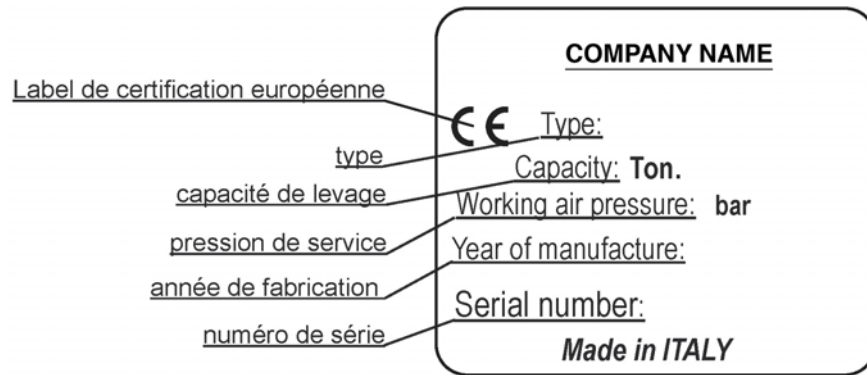 COMPANY NAME
Label de certification européenne
CE Type:
type
Capacity: Ton.
capacité de levage
Working air pressure: bar
pression de service
Year of manufacture:
année de fabrication
Serial number:
numéro de série
Made in ITALY